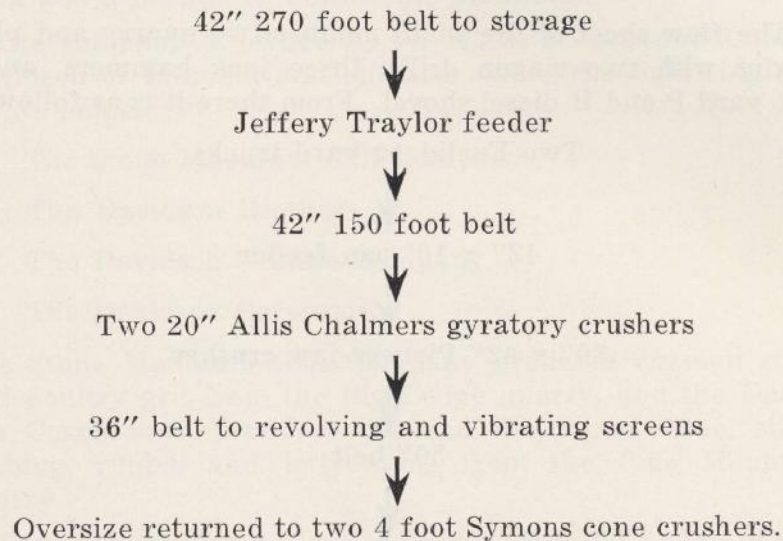 42″ 270 foot belt to storage
Jeffery Traylor feeder
42″ 150 foot belt
Two 20″ Allis Chalmers gyratory crushers
36″ belt to revolving and vibrating screens
Oversize returned to two 4 foot Symons cone crushers.